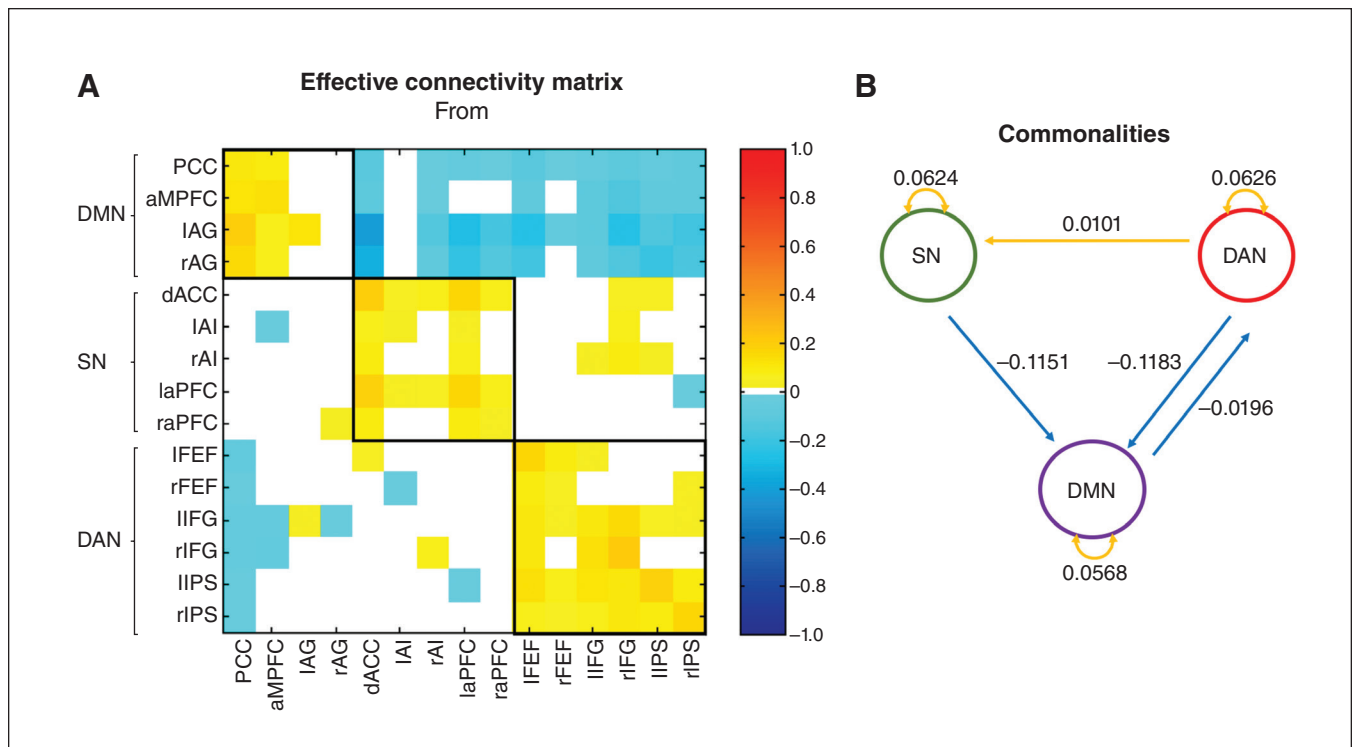 A
Effective connectivity matrix
From
DMN
PCC
aMPFC
lAG
rAG
SN
dACC
lAI
rAI
laPFC
raPFC
DAN
lFEF
rFEF
lIFG
rIFG
lIPS
rIPS
PCC
aMPFC
lAG
rAG
dACC
lAI
rAI
laPFC
raPFC
lFEF
rFEF
lIFG
rIFG
lIPS
rIPS
1.0
0.8
0.6
0.4
0.2
0
−0.2
−0.4
−0.6
−0.8
−1.0
B
Commonalities
0.0624
0.0626
SN
0.0101
DAN
−0.1151
−0.1183
−0.0196
DMN
0.0568